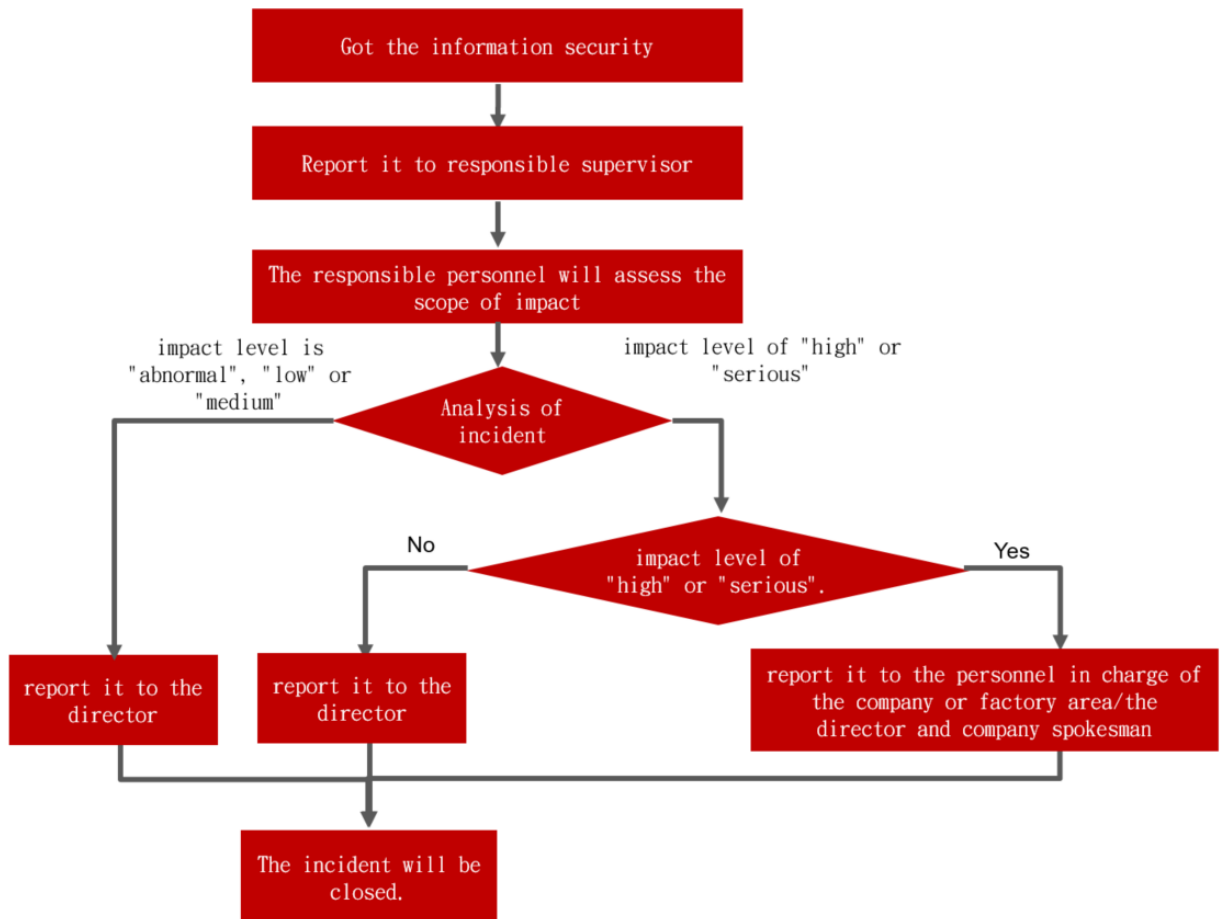 Got the information security
Report it to responsible supervisor
The responsible personnel will assess the
scope of impact
impact level is
"abnormal", "low" or
"medium"
impact level of "high" or
"serious"
Analysis of
incident
No
impact level of
"high" or "serious".
Yes
report it to the
director
report it to the
director
report it to the personnel in charge of
the company or factory area/the
director and company spokesman
The incident will be
closed.